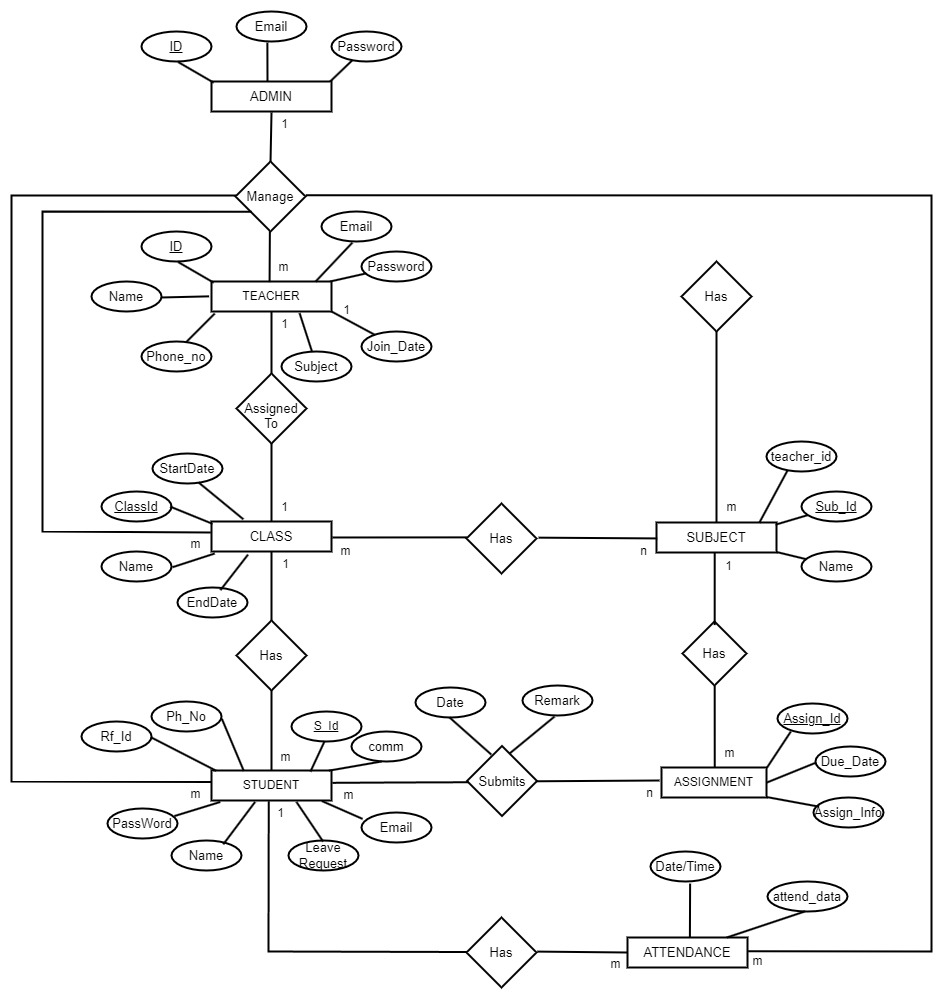 Email
ID
Password
ADMIN
1
Manage
Email
ID
m
Password
Name
TEACHER
Has
1
1
Phone_no
Join_Date
Subject
Assigned
To
StartDate
teacher_id
ClassId
1
m
Sub_Id
CLASS
Has
SUBJECT
m
m
n
Name
1
1
Name
EndDate
Has
Has
Date
Remark
Ph_No
S_Id
Assign_Id
Rf_Id
comm
m
m
Due_Date
STUDENT
Submits
ASSIGNMENT
m
m
n
1
Assign_Info
PassWord
Email
Name
Leave
Request
Date/Time
attend_data
Has
ATTENDANCE
m
m